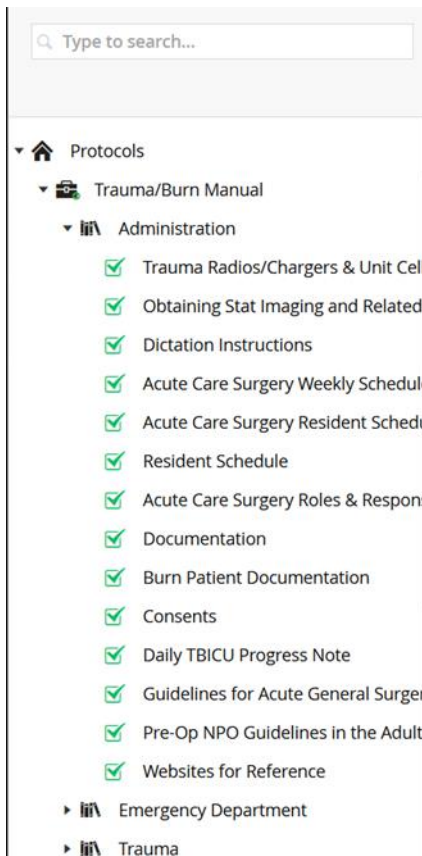 Type to search...
Protocols
Trauma/Burn Manual
Administration
Trauma Radios/Chargers & Unit Cell
Obtaining Stat Imaging and Related
Dictation Instructions
Acute Care Surgery Weekly Schedul
Acute Care Surgery Resident Schedu
Resident Schedule
Acute Care Surgery Roles & Respons
Documentation
Burn Patient Documentation
Consents
Daily TBICU Progress Note
Guidelines for Acute General Surger
Pre-Op NPO Guidelines in the Adult
Websites for Reference
Emergency Department
Trauma